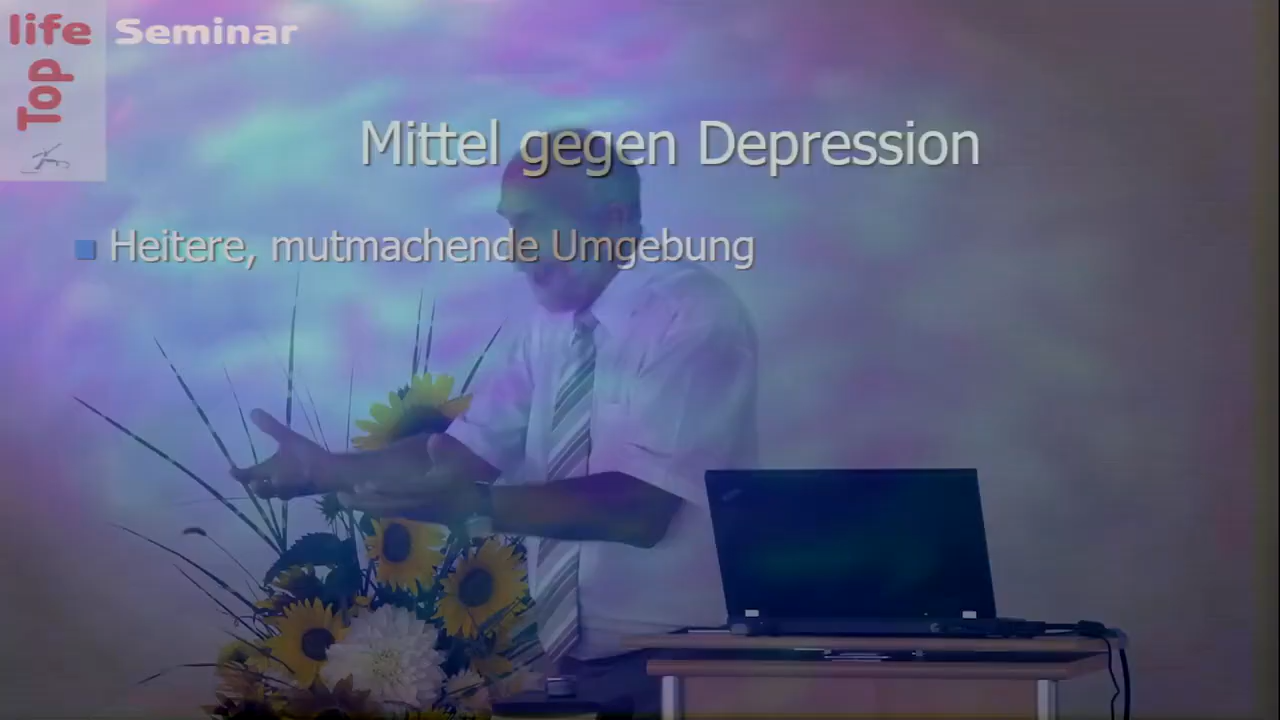 life Seminar
Top
Mittel gegen Depression
Heitere, mutmachende Umgebung